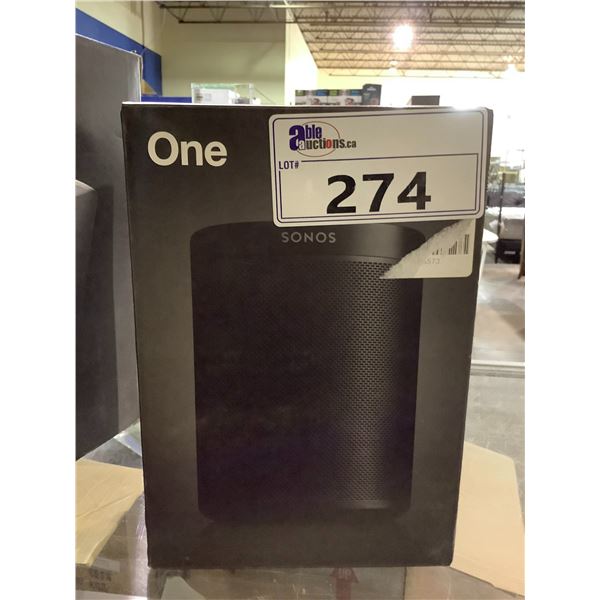 One
able
auctions.ca
LOT#
274
SONOS